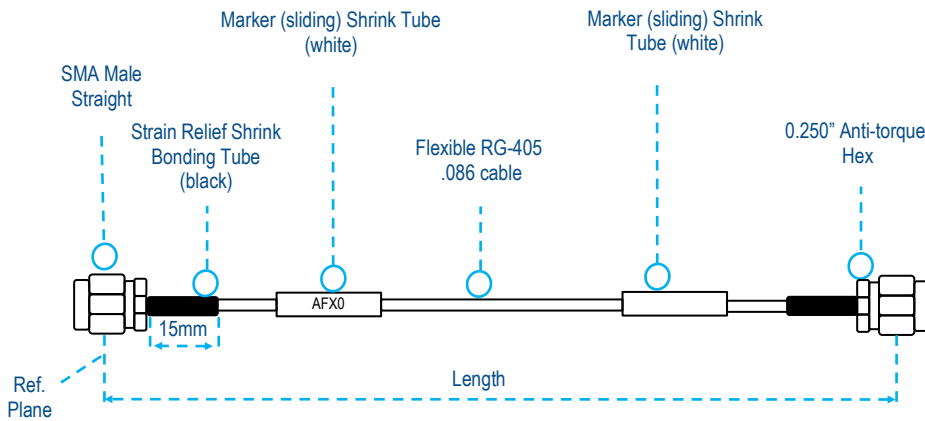 Marker (sliding) Shrink Tube
(white)
Marker (sliding) Shrink
Tube (white)
SMA Male
Straight
Strain Relief Shrink
Bonding Tube
(black)
Flexible RG-405
.086 cable
0.250” Anti-torque
Hex
AFX0
15mm
Ref.
Plane
Length